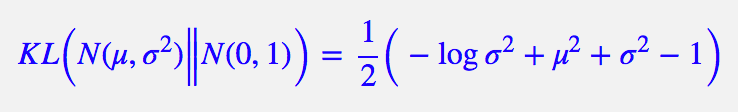 KL(N(μ, σ²)‖N(0, 1)) = 1/2(− log σ² + μ² + σ² − 1)